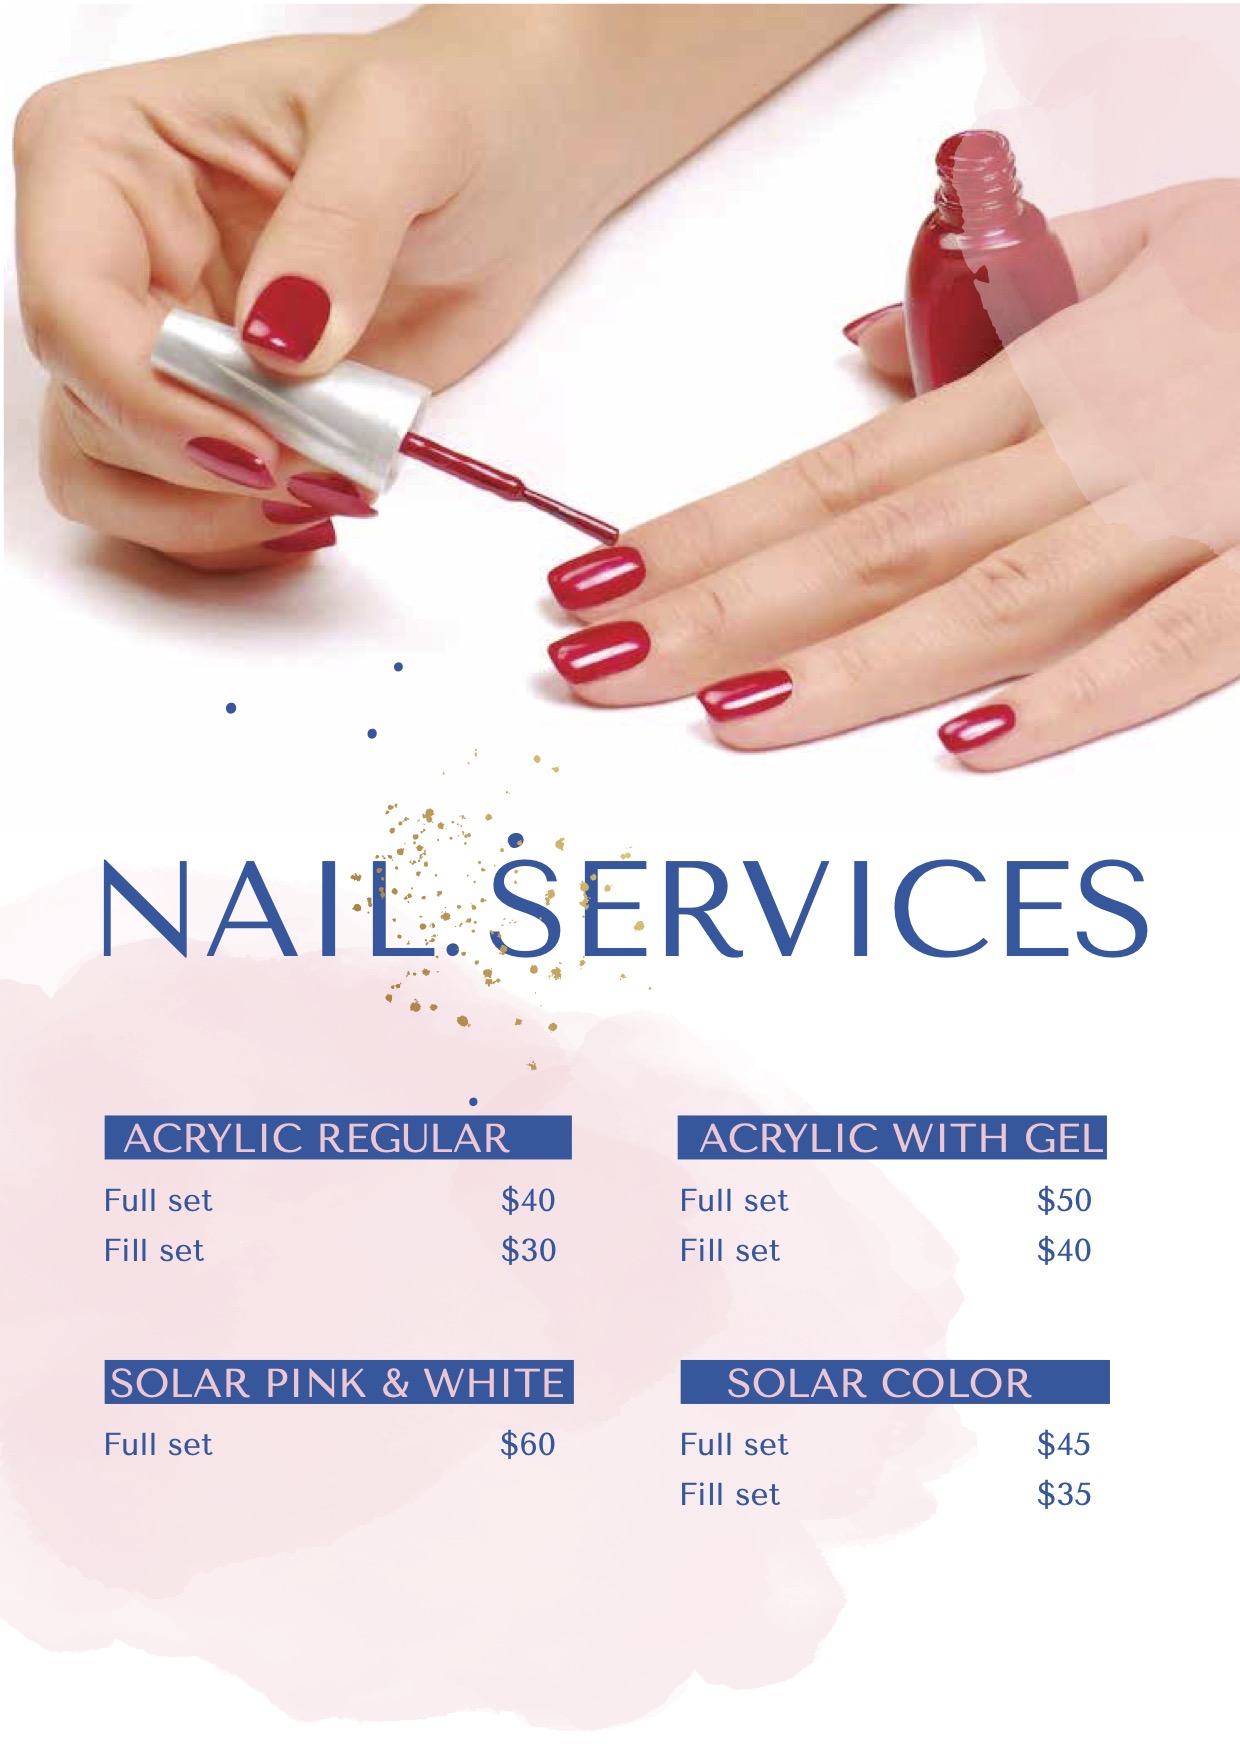 NAIL SERVICES
ACRYLIC REGULAR
Full set $40
Fill set $30
ACRYLIC WITH GEL
Full set $50
Fill set $40
SOLAR PINK & WHITE
Full set $60
SOLAR COLOR
Full set $45
Fill set $35